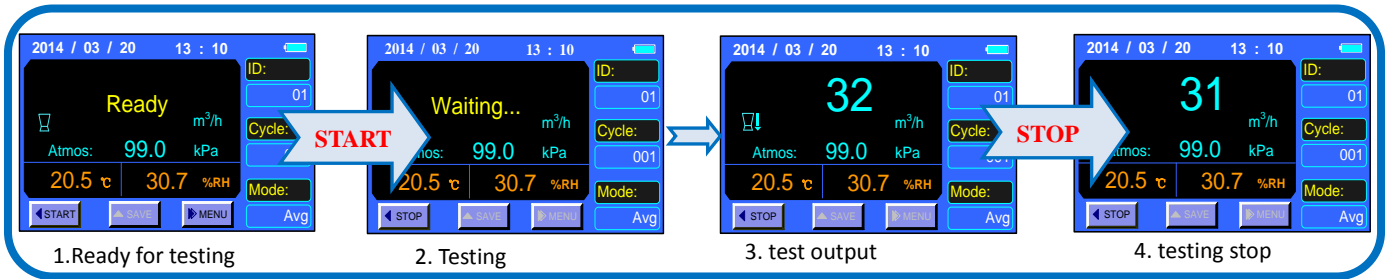 2014 / 03 / 20 13 : 10
ID:
01
Ready
m³/h
Cycle:
Atmos: 99.0 kPa
20.5 ℃ 30.7 %RH
Mode:
START SAVE MENU
Avg
1.Ready for testing
START
2014 / 03 / 20 13 : 10
ID:
01
Waiting...
m³/h
Cycle:
99.0 kPa
001
20.5 ℃ 30.7 %RH
Mode:
STOP SAVE MENU
Avg
2. Testing
2014 / 03 / 20 13 : 10
ID:
01
32
m³/h
Cycle:
Atmos: 99.0 kPa
001
20.5 ℃ 30.7 %RH
Mode:
STOP SAVE MENU
Avg
3. test output
STOP
2014 / 03 / 20 13 : 10
ID:
01
31
m³/h
Cycle:
Atmos: 99.0 kPa
001
20.5 ℃ 30.7 %RH
Mode:
STOP SAVE MENU
Avg
4. testing stop